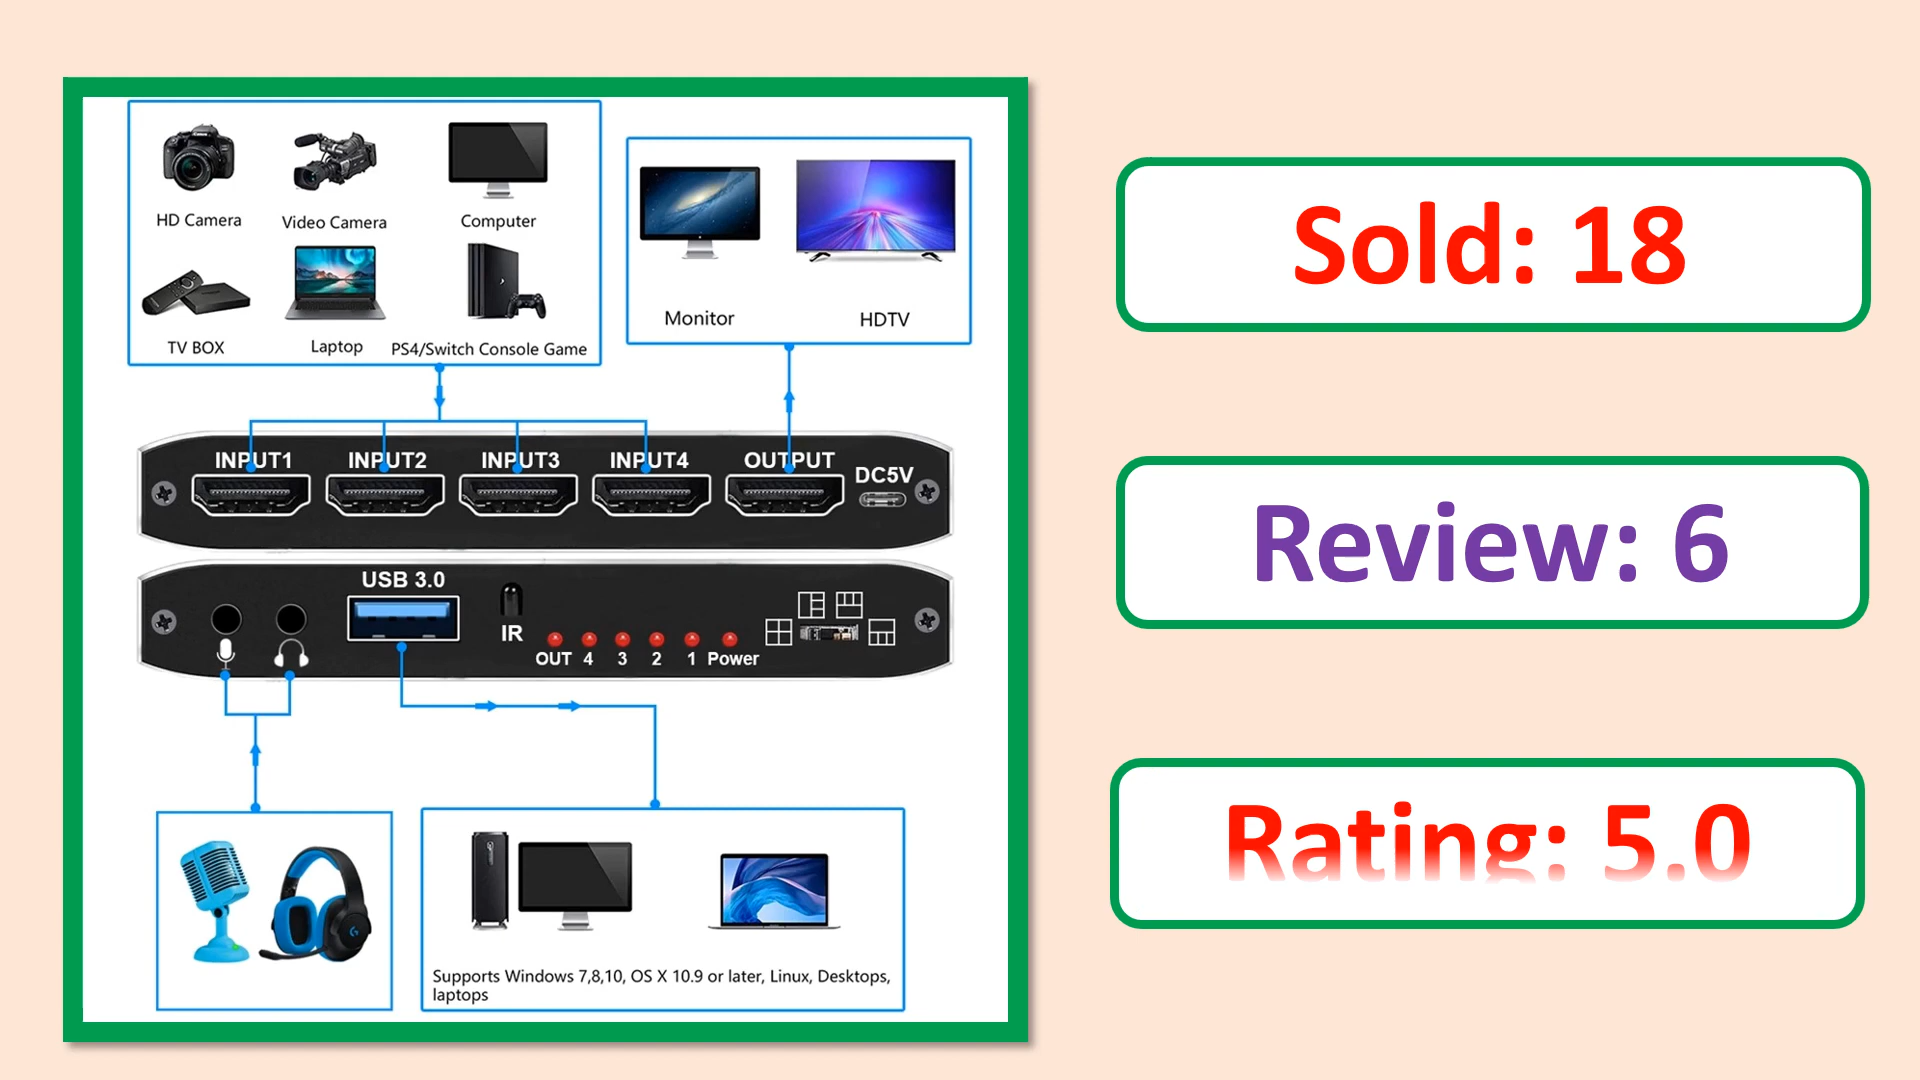 HD Camera
Video Camera
Computer
TV BOX
Laptop
PS4/Switch Console Game
Monitor
HDTV
INPUT1
INPUT2
INPUT3
INPUT4
OUTPUT
DC5V
USB 3.0
IR
OUT 4 3 2 1 Power
Supports Windows 7,8,10, OS X 10.9 or later, Linux, Desktops,
laptops
Sold: 18
Review: 6
Rating: 5.0